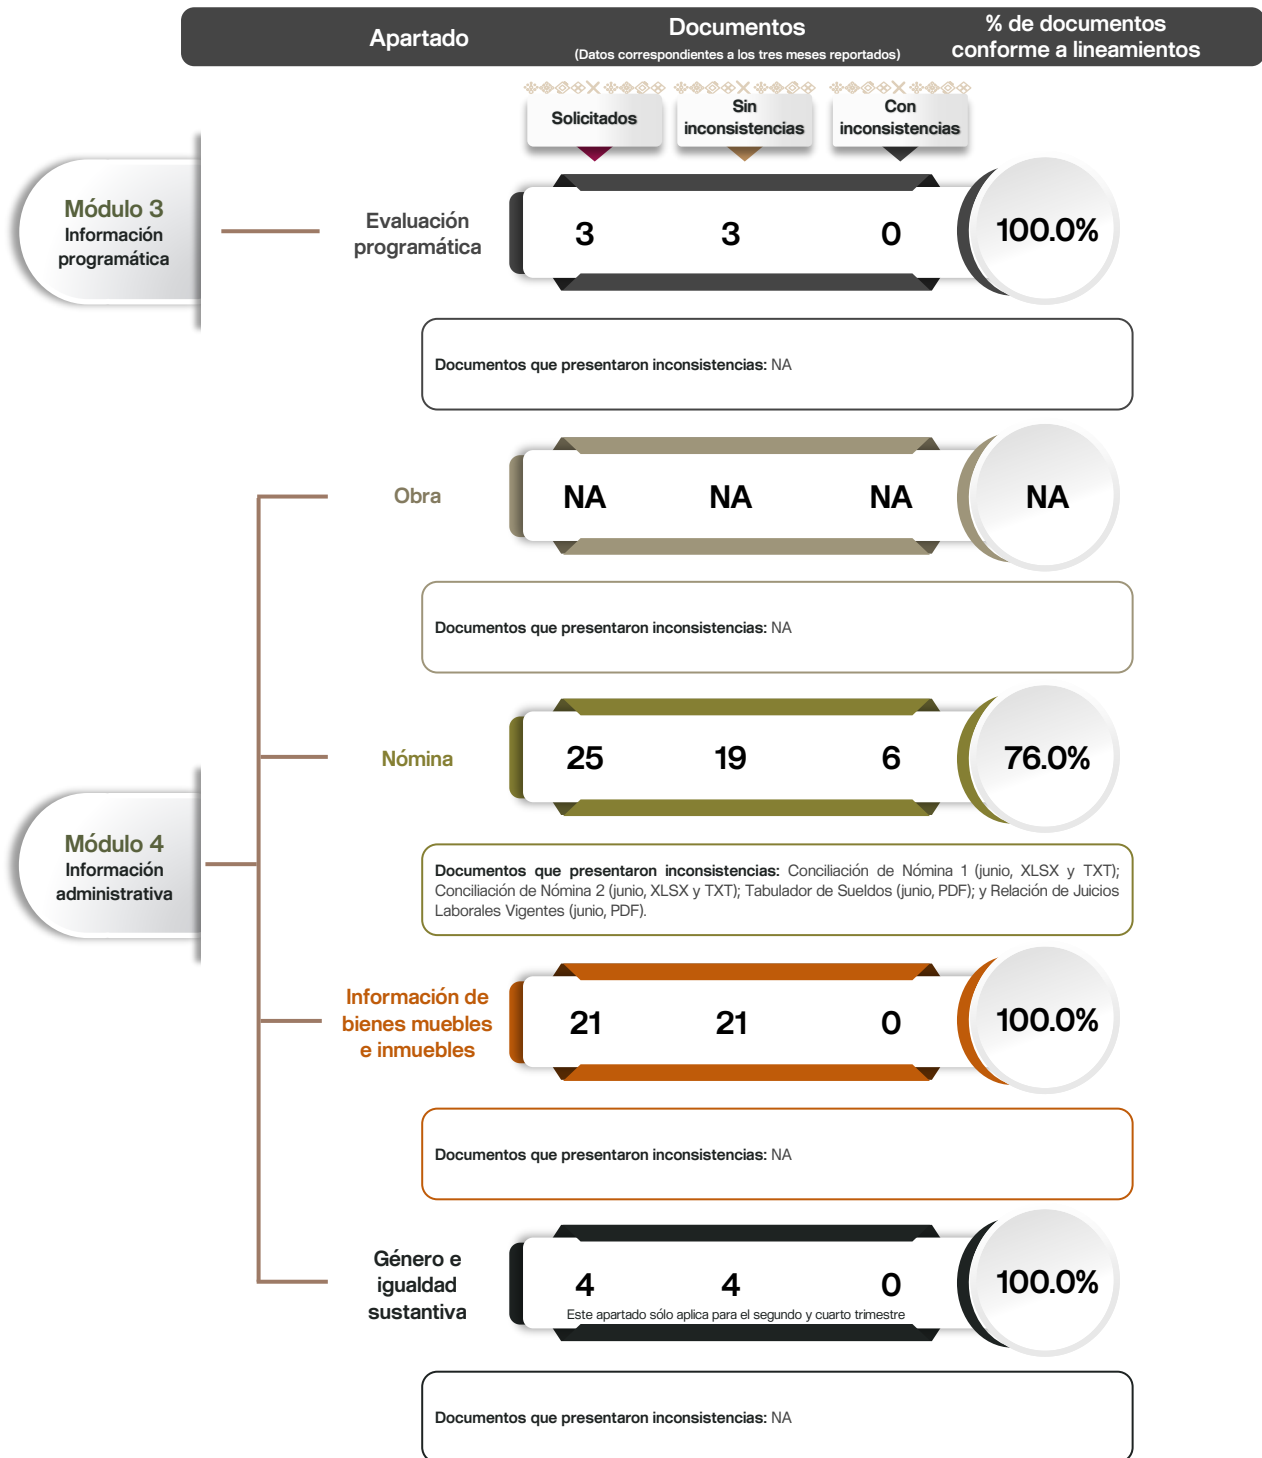 Apartado
Documentos
(Datos correspondientes a los tres meses reportados)
% de documentos
conforme a lineamientos
Solicitados
Sin
inconsistencias
Con
inconsistencias
Módulo 3
Información
programática
Evaluación
programática
3 3 0 100.0%
Documentos que presentaron inconsistencias: NA
Obra
NA NA NA NA
Documentos que presentaron inconsistencias: NA
Módulo 4
Información
administrativa
Nómina
25 19 6 76.0%
Documentos que presentaron inconsistencias: Conciliación de Nómina 1 (junio, XLSX y TXT);
Conciliación de Nómina 2 (junio, XLSX y TXT); Tabulador de Sueldos (junio, PDF); y Relación de Juicios
Laborales Vigentes (junio, PDF).
Información de
bienes muebles
e inmuebles
21 21 0 100.0%
Documentos que presentaron inconsistencias: NA
Género e
igualdad
sustantiva
4 4 0 100.0%
Este apartado sólo aplica para el segundo y cuarto trimestre
Documentos que presentaron inconsistencias: NA